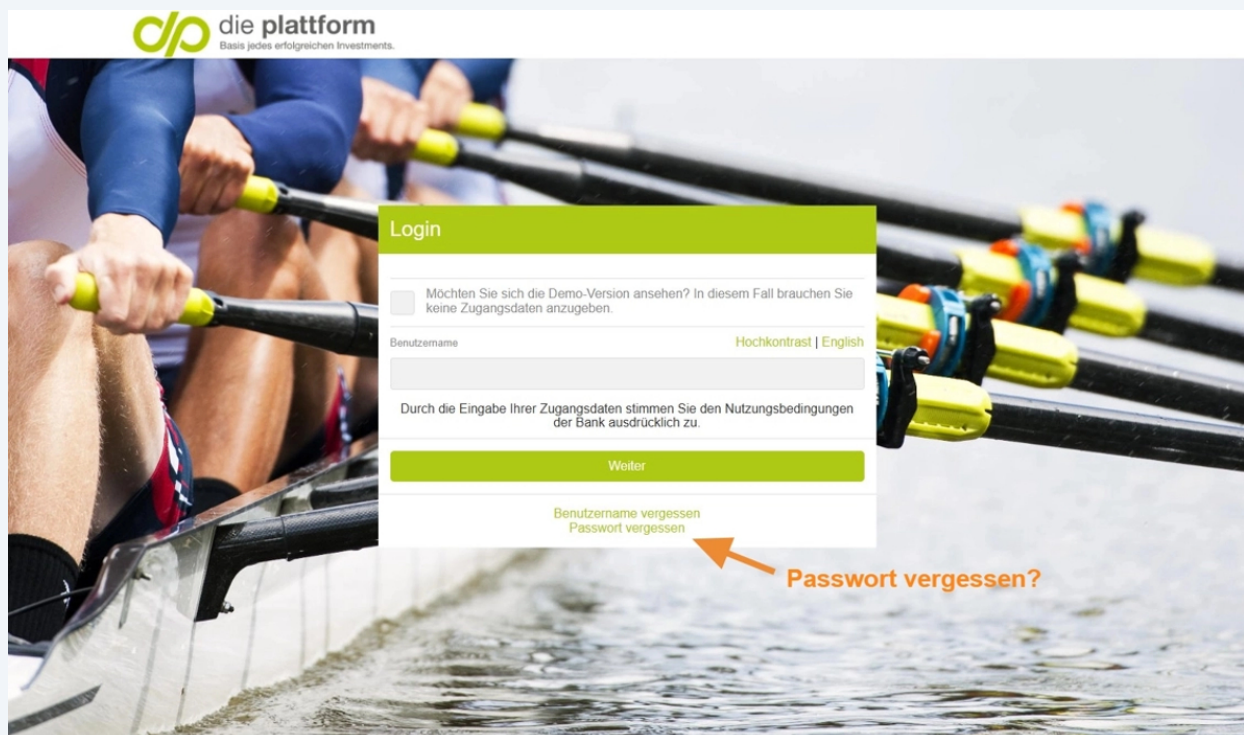 die plattform
Basis jedes erfolgreichen Investments.
Login
Möchten Sie sich die Demo-Version ansehen? In diesem Fall brauchen Sie
keine Zugangsdaten anzugeben.
Benutzername
Hochkontrast | English
Durch die Eingabe Ihrer Zugangsdaten stimmen Sie den Nutzungsbedingungen
der Bank ausdrücklich zu.
Weiter
Benutzername vergessen
Passwort vergessen
Passwort vergessen?